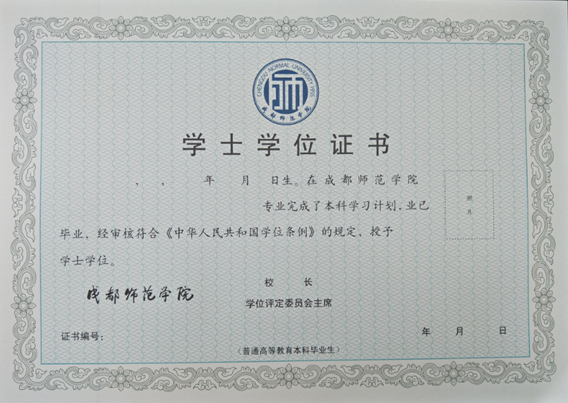 CHENGDU NORMAL UNIVERSITY 1955
成都师范学院
学士学位证书
, , 年 月 日生。在成都师范学院
专业完成了本科学习计划,业已
照
片
毕业,经审核符合《中华人民共和国学位条例》的规定,授予
学士学位。
成都师范学院
校 长
学位评定委员会主席
证书编号:
年 月 日
(普通高等教育本科毕业生)